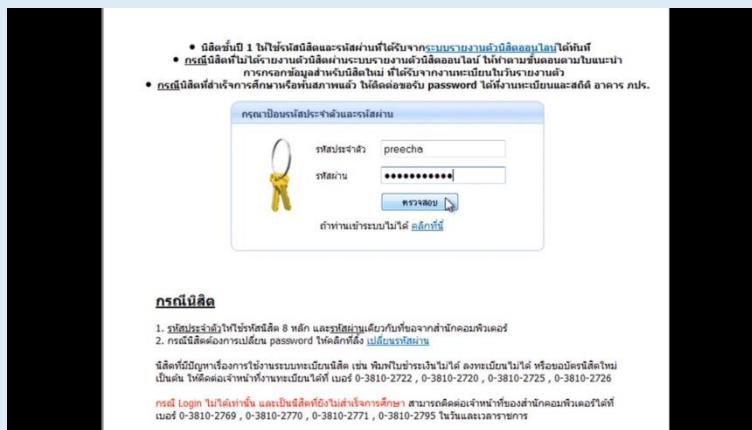 • นิสิตชั้นปี 1 ให้ใช้รหัสนิสิตและรหัสผ่านที่ได้รับจากระบบรายงานตัวนิสิตออนไลน์ได้ทันที
• กรณีนิสิตที่ไม่ได้รายงานตัวนิสิตผ่านระบบรายงานตัวนิสิตออนไลน์ ให้ทำตามขั้นตอนตามใบแนะนำ
การกรอกข้อมูลสำหรับนิสิตใหม่ ที่ได้รับจากงานทะเบียนในวันรายงานตัว
• กรณีนิสิตที่สำเร็จการศึกษาหรือพ้นสภาพแล้ว ให้ติดต่อขอรับ password ได้ที่งานทะเบียนและสถิติ อาคาร ภปร.
กรุณาป้อนรหัสประจำตัวและรหัสผ่าน
รหัสประจำตัว preecha
รหัสผ่าน •••••••••••
ตรวจสอบ
ถ้าท่านเข้าระบบไม่ได้ คลิกที่นี่
กรณีนิสิต
1. รหัสประจำตัวให้ใช้รหัสนิสิต 8 หลัก และรหัสผ่านเดียวกับที่ขอจากสำนักคอมพิวเตอร์
2. กรณีนิสิตต้องการเปลี่ยน password ให้คลิกที่ลิ้ง เปลี่ยนรหัสผ่าน
นิสิตที่มีปัญหาเรื่องการใช้งานระบบทะเบียนนิสิต เช่น พิมพ์ใบชำระเงินไม่ได้ ลงทะเบียนไม่ได้ หรือขอบัตรนิสิตใหม่
เป็นต้น ให้ติดต่อเจ้าหน้าที่งานทะเบียนได้ที่ เบอร์ 0-3810-2722 , 0-3810-2720 , 0-3810-2725 , 0-3810-2726
กรณี Login ไม่ได้เท่านั้น และเป็นนิสิตที่ยังไม่สำเร็จการศึกษา สามารถติดต่อเจ้าหน้าที่ของสำนักคอมพิวเตอร์ได้ที่
เบอร์ 0-3810-2769 , 0-3810-2770 , 0-3810-2771 , 0-3810-2795 ในวันและเวลาราชการ